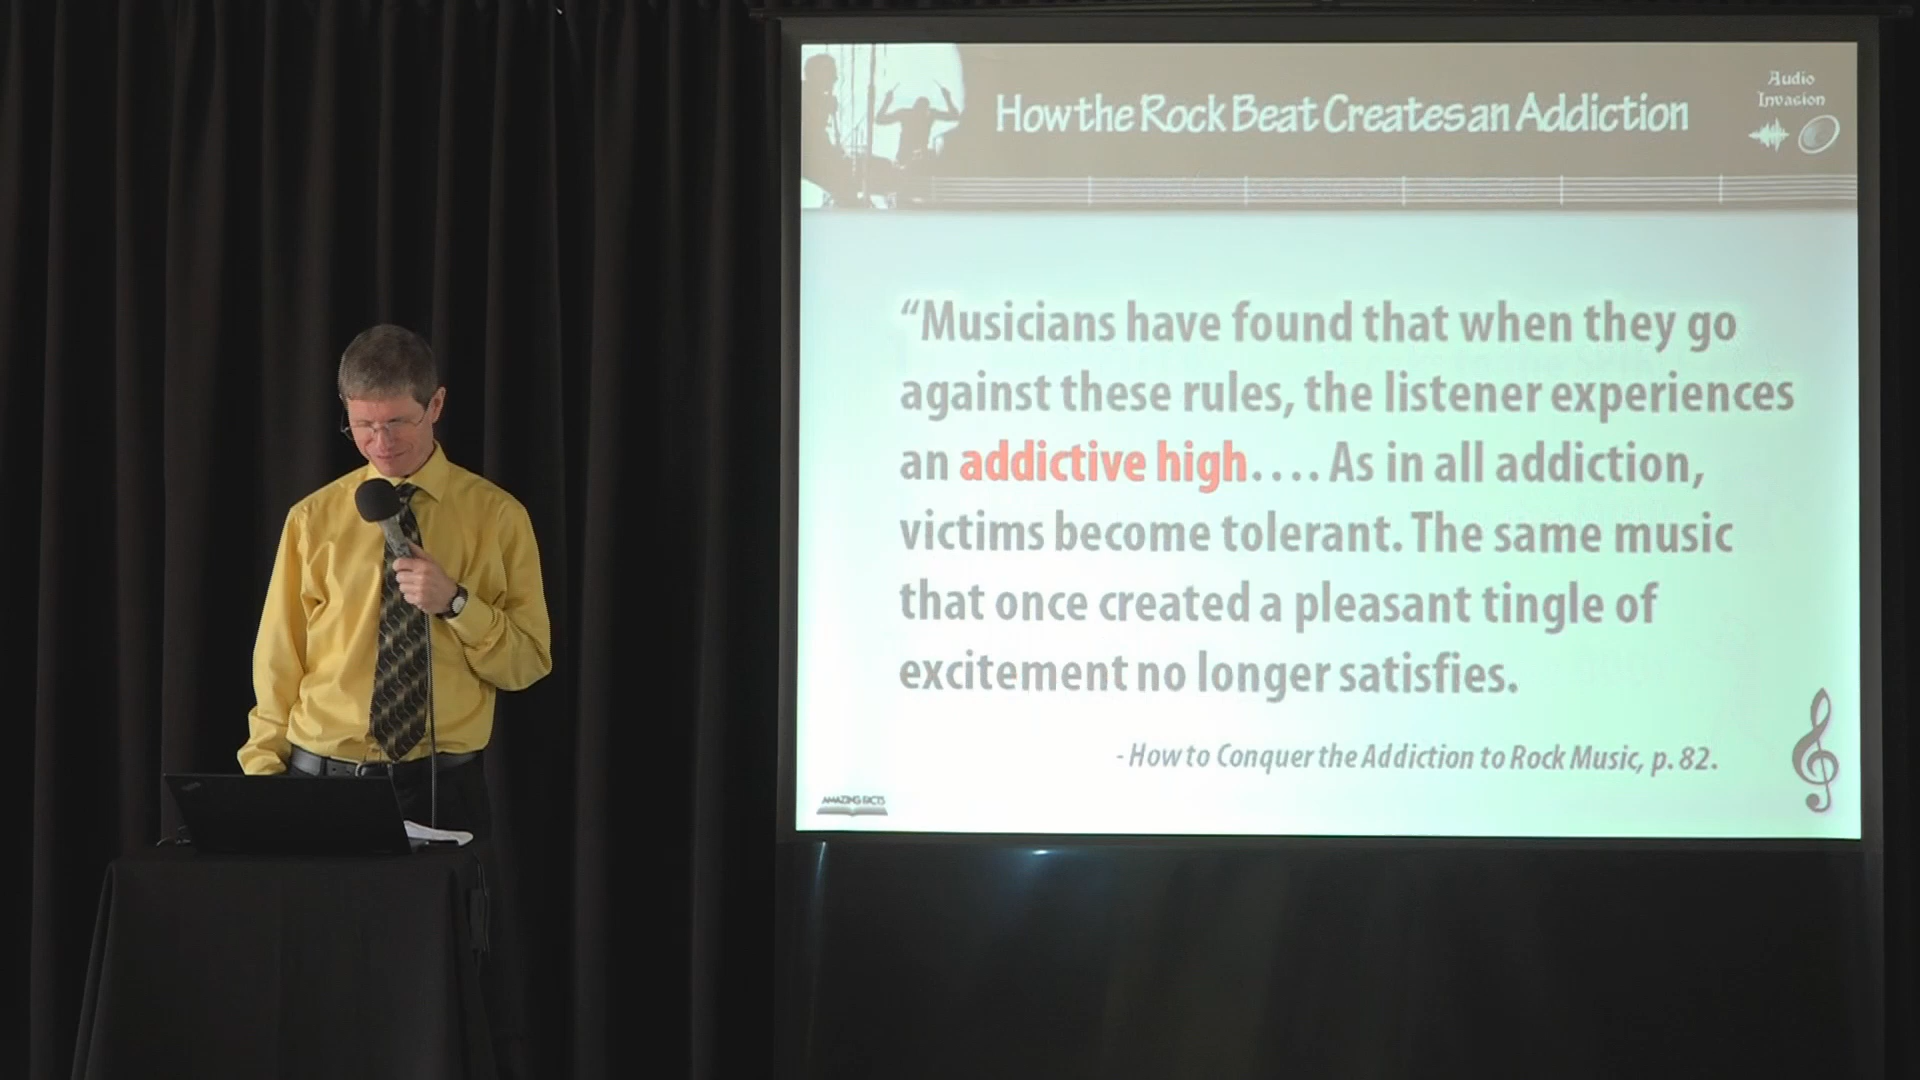 How the Rock Beat Creates an Addiction
Audio
Invasion
“Musicians have found that when they go
against these rules, the listener experiences
an addictive high.... As in all addiction,
victims become tolerant. The same music
that once created a pleasant tingle of
excitement no longer satisfies.
- How to Conquer the Addiction to Rock Music, p. 82.
AMAZING FACTS